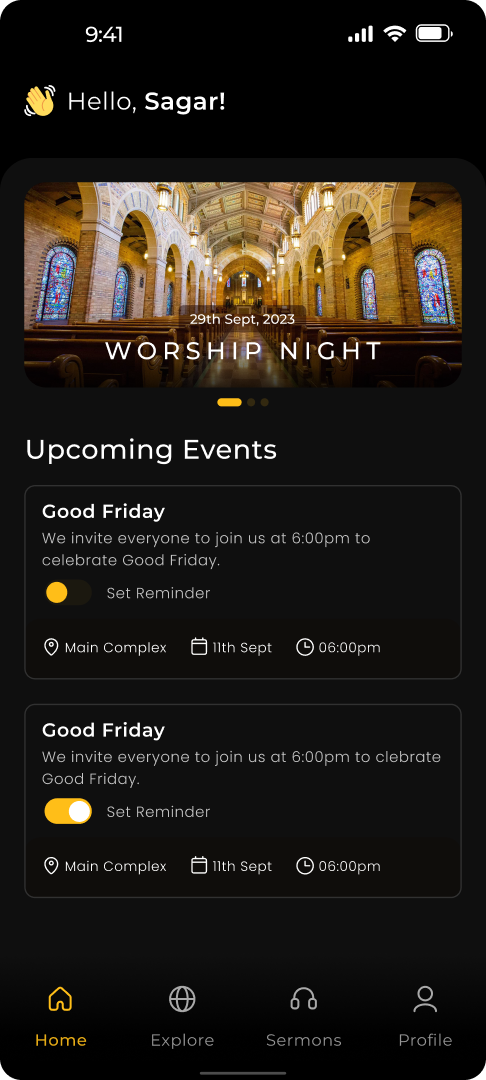 9:41
Hello, Sagar!
29th Sept, 2023
WORSHIP NIGHT
Upcoming Events
Good Friday
We invite everyone to join us at 6:00pm to
celebrate Good Friday.
Set Reminder
Main Complex 11th Sept 06:00pm
Good Friday
We invite everyone to join us at 6:00pm to clebrate
Good Friday.
Set Reminder
Main Complex 11th Sept 06:00pm
Home Explore Sermons Profile